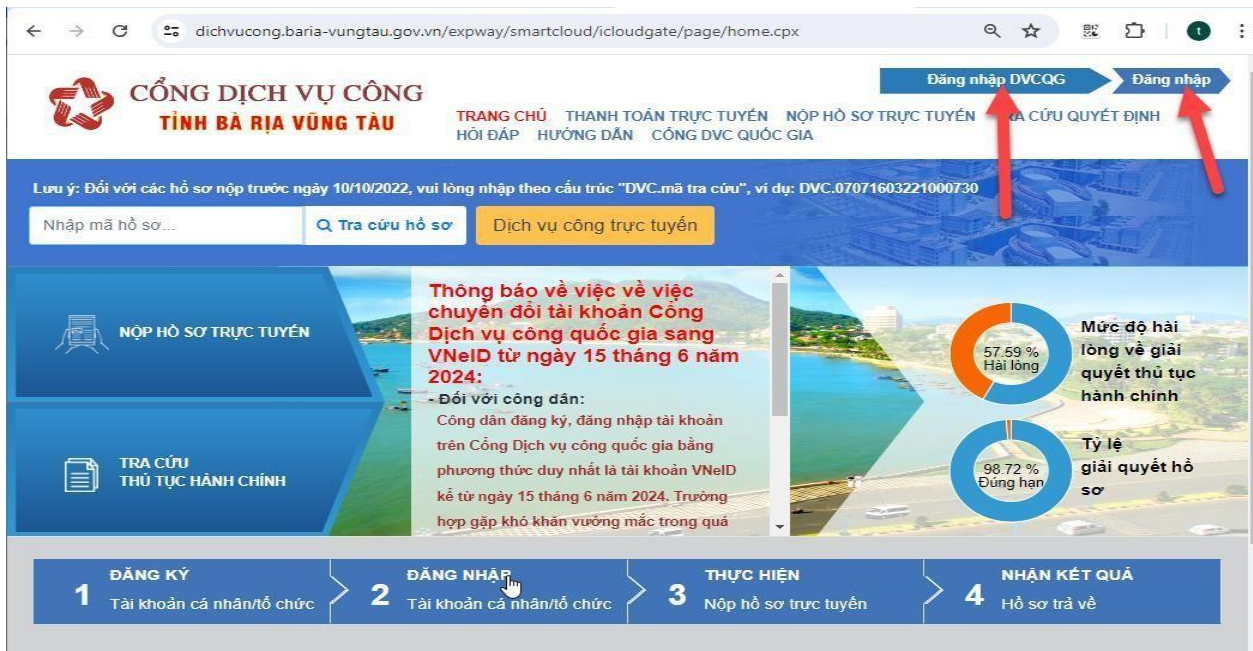 dichvucong.baria-vungtau.gov.vn/expway/smartcloud/icloudgate/page/home.cpx
t
CỔNG DỊCH VỤ CÔNG
TỈNH BÀ RỊA VŨNG TÀU
Đăng nhập DVCQG
Đăng nhập
TRANG CHỦ THANH TOÁN TRỰC TUYẾN NỘP HỒ SƠ TRỰC TUYẾN TRA CỨU QUYẾT ĐỊNH
HỎI ĐÁP HƯỚNG DẪN CỔNG DVC QUỐC GIA
Lưu ý: Đối với các hồ sơ nộp trước ngày 10/10/2022, vui lòng nhập theo cấu trúc "DVC.mã tra cứu", ví dụ: DVC.07071603221000730
Nhập mã hồ sơ...
Tra cứu hồ sơ
Dịch vụ công trực tuyến
NỘP HỒ SƠ TRỰC TUYẾN
TRA CỨU
THỦ TỤC HÀNH CHÍNH
Thông báo về việc về việc
chuyển đổi tài khoản Cổng
Dịch vụ công quốc gia sang
VNeID từ ngày 15 tháng 6 năm
2024:
- Đối với công dân:
Công dân đăng ký, đăng nhập tài khoản
trên Cổng Dịch vụ công quốc gia bằng
phương thức duy nhất là tài khoản VNeID
kể từ ngày 15 tháng 6 năm 2024. Trường
hợp gặp khó khăn vướng mắc trong quá
57.59 %
Hài lòng
Mức độ hài
lòng về giải
quyết thủ tục
hành chính
98.72 %
Đúng hạn
Tỷ lệ
giải quyết hồ
sơ
1
ĐĂNG KÝ
Tài khoản cá nhân/tổ chức
2
ĐĂNG NHẬP
Tài khoản cá nhân/tổ chức
3
THỰC HIỆN
Nộp hồ sơ trực tuyến
4
NHẬN KẾT QUẢ
Hồ sơ trả về